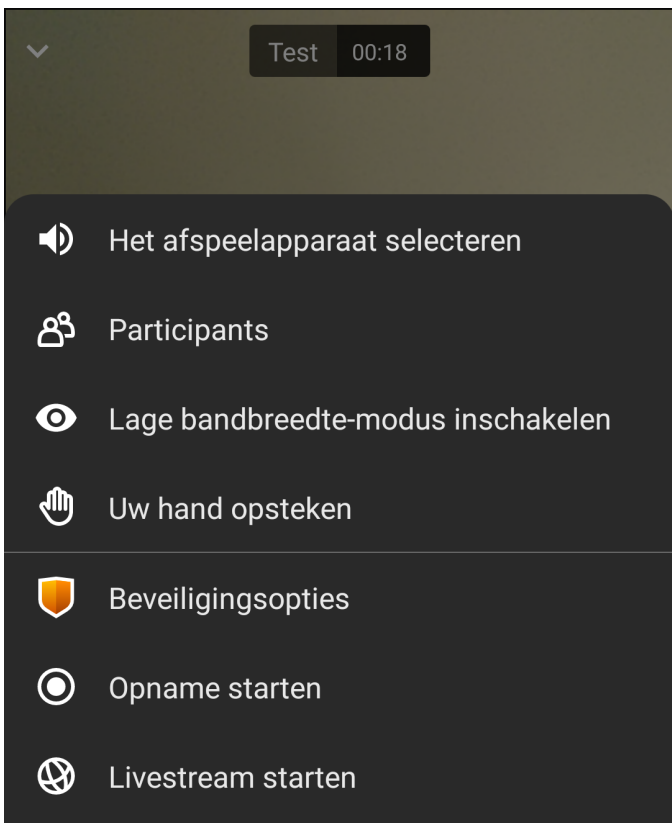 Test 00:18
Het afspeelapparaat selecteren
Participants
Lage bandbreedte-modus inschakelen
Uw hand opsteken
Beveiligingsopties
Opname starten
Livestream starten